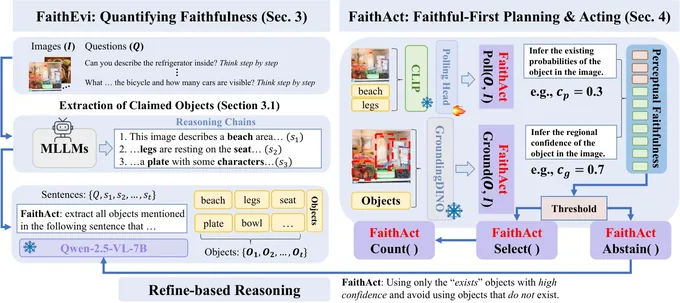 FaithEvi: Quantifying Faithfulness (Sec. 3)
Images (I)
Questions (Q)
Can you describe the refrigerator inside? Think step by step
⋮
What … the bicycle and how many cars are visible? Think step by step
Extraction of Claimed Objects (Section 3.1)
Reasoning Chains
MLLMs
1. This image describes a beach area… (s₁)
2. …legs are resting on the seat… (s₂)
3. …a plate with some characters…(s₃)
Sentences: {Q, s₁, s₂, …, sₜ}
FaithAct: extract all objects mentioned
in the following sentence that …
Qwen-2.5-VL-7B
beach
legs
seat
plate
bowl
…
Objects
Objects: {O₁, O₂, …, Oₜ}
Refine-based Reasoning
FaithAct: Faithful-First Planning & Acting (Sec. 4)
beach
legs
CLIP
Polling Head
FaithAct
Poll(O, I)
Infer the existing
probabilities of the
object in the image.
e.g., cₚ = 0.3
Objects
GroundingDINO
FaithAct
Ground(O, I)
Infer the regional
confidence of the
object in the image.
e.g., c_g = 0.7
Perceptual Faithfulness
Threshold
FaithAct
Count( )
FaithAct
Select( )
FaithAct
Abstain( )
FaithAct: Using only the “exists” objects with high
confidence and avoid using objects that do not exist.